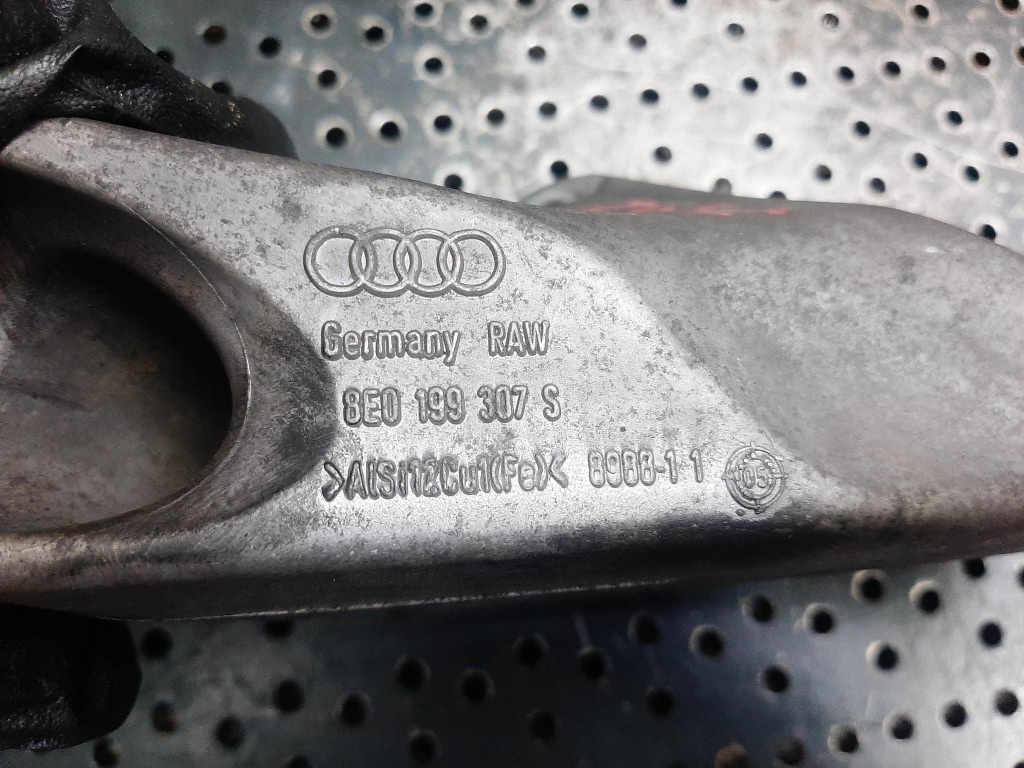 Germany RAW
8E0 199 307 S
>AlSi12Cu1(Fe)< 8988-1 1
05